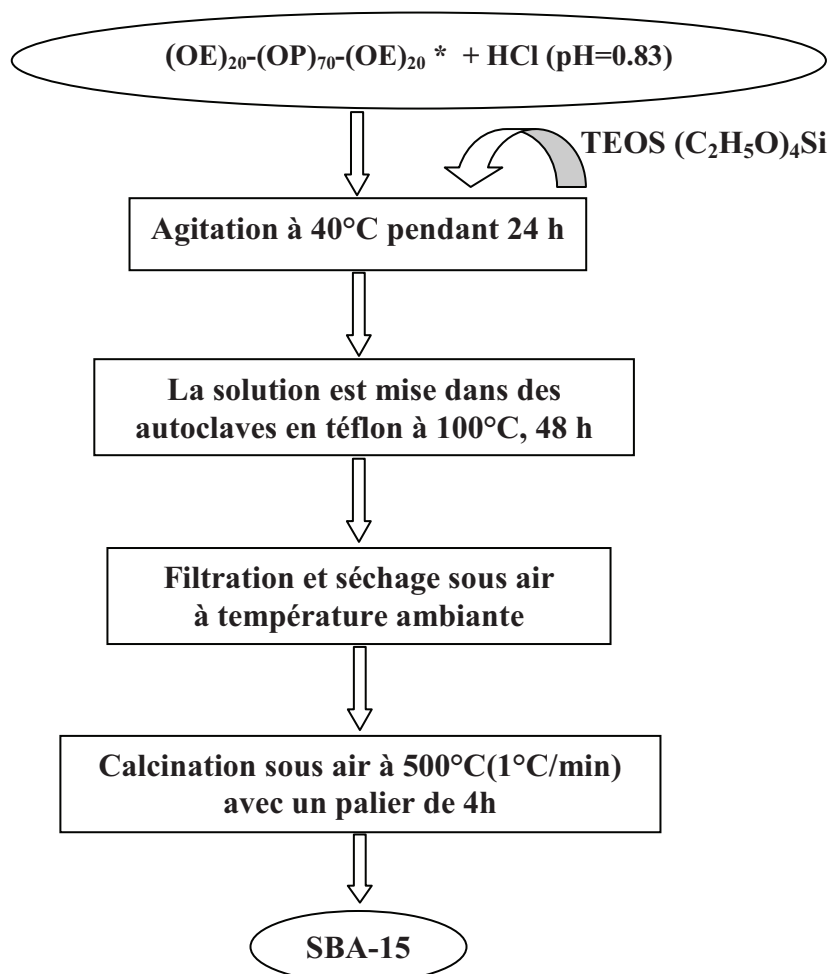 (OE)₂₀-(OP)₇₀-(OE)₂₀ * + HCl (pH=0.83)
TEOS (C₂H₅O)₄Si
Agitation à 40°C pendant 24 h
La solution est mise dans des
autoclaves en téflon à 100°C, 48 h
Filtration et séchage sous air
à température ambiante
Calcination sous air à 500°C(1°C/min)
avec un palier de 4h
SBA-15